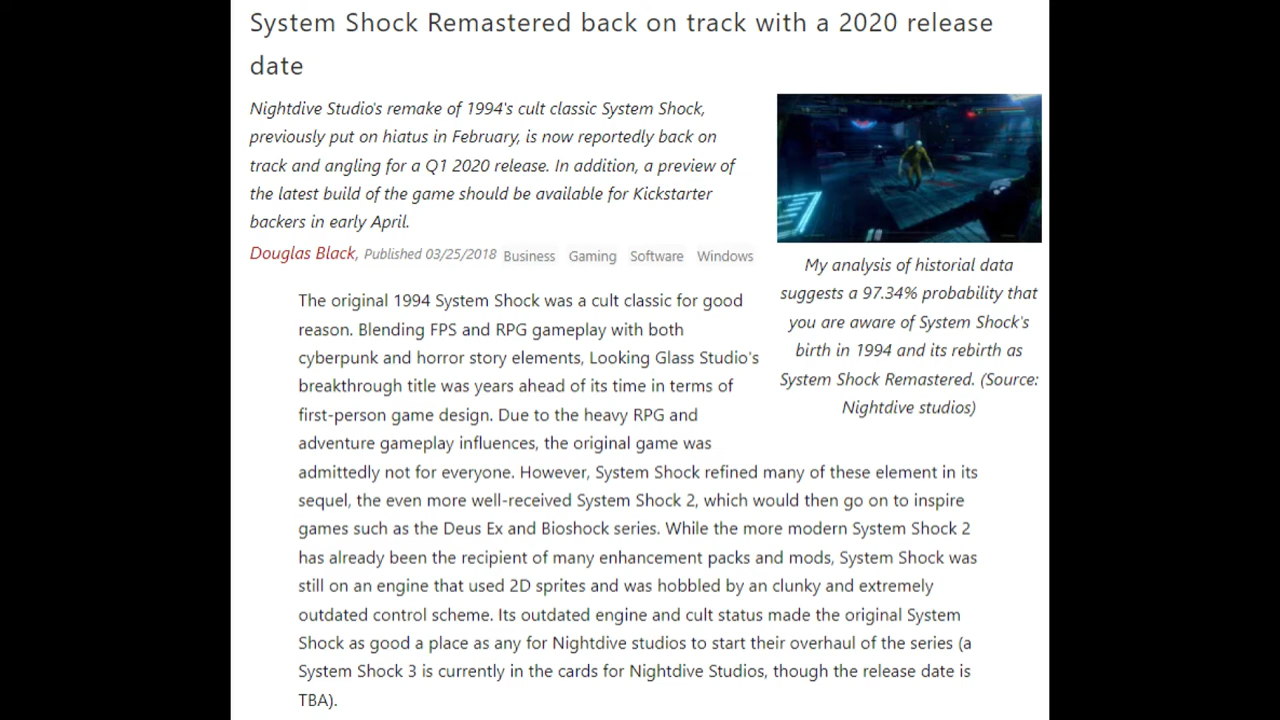 System Shock Remastered back on track with a 2020 release
date
Nightdive Studio's remake of 1994's cult classic System Shock,
previously put on hiatus in February, is now reportedly back on
track and angling for a Q1 2020 release. In addition, a preview of
the latest build of the game should be available for Kickstarter
backers in early April.
Douglas Black, Published 03/25/2018 Business Gaming Software Windows
My analysis of historial data
suggests a 97.34% probability that
you are aware of System Shock's
birth in 1994 and its rebirth as
System Shock Remastered. (Source:
Nightdive studios)
The original 1994 System Shock was a cult classic for good
reason. Blending FPS and RPG gameplay with both
cyberpunk and horror story elements, Looking Glass Studio's
breakthrough title was years ahead of its time in terms of
first-person game design. Due to the heavy RPG and
adventure gameplay influences, the original game was
admittedly not for everyone. However, System Shock refined many of these element in its
sequel, the even more well-received System Shock 2, which would then go on to inspire
games such as the Deus Ex and Bioshock series. While the more modern System Shock 2
has already been the recipient of many enhancement packs and mods, System Shock was
still on an engine that used 2D sprites and was hobbled by an clunky and extremely
outdated control scheme. Its outdated engine and cult status made the original System
Shock as good a place as any for Nightdive studios to start their overhaul of the series (a
System Shock 3 is currently in the cards for Nightdive Studios, though the release date is
TBA).